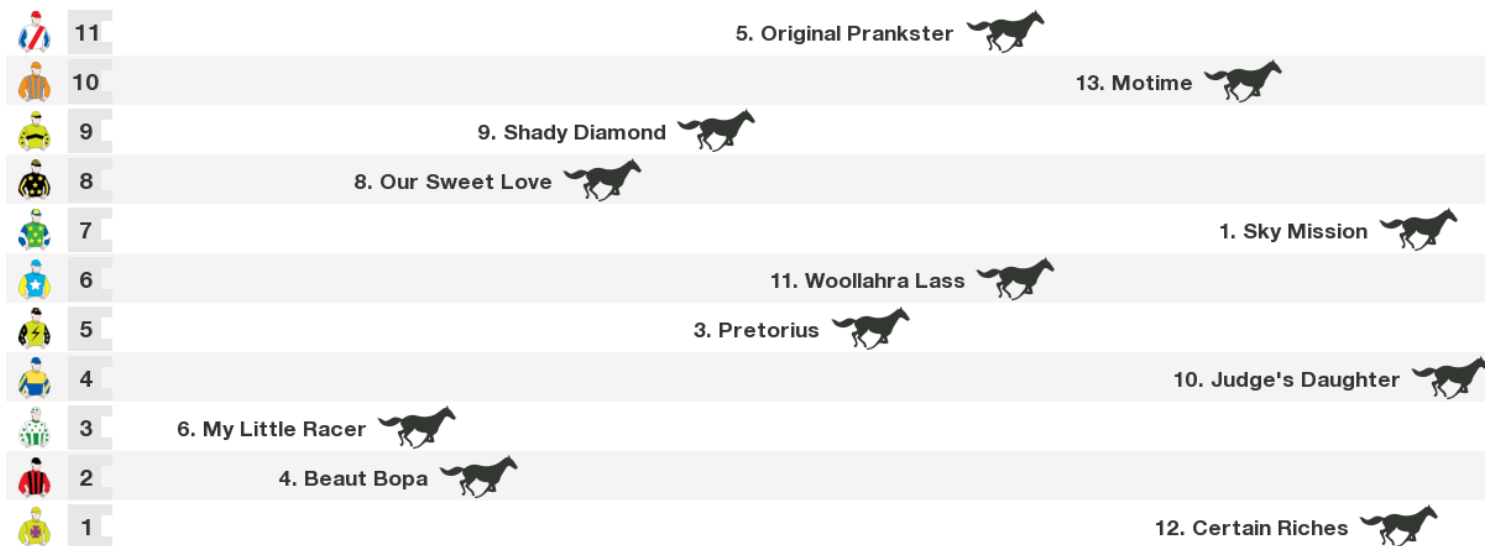 11 5. Original Prankster
10 13. Motime
9 9. Shady Diamond
8 8. Our Sweet Love
7 1. Sky Mission
6 11. Woollahra Lass
5 3. Pretorius
4 10. Judge's Daughter
3 6. My Little Racer
2 4. Beaut Bopa
1 12. Certain Riches